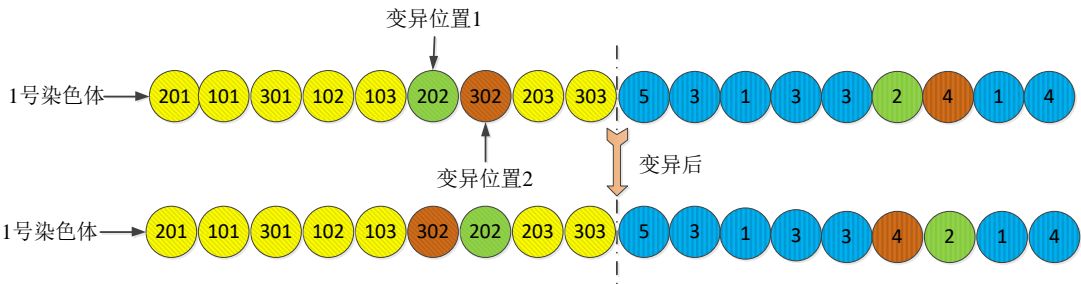 变异位置1
1号染色体 201 101 301 102 103 202 302 203 303 5 3 1 3 3 2 4 1 4
变异位置2 变异后
1号染色体 201 101 301 102 103 302 202 203 303 5 3 1 3 3 4 2 1 4